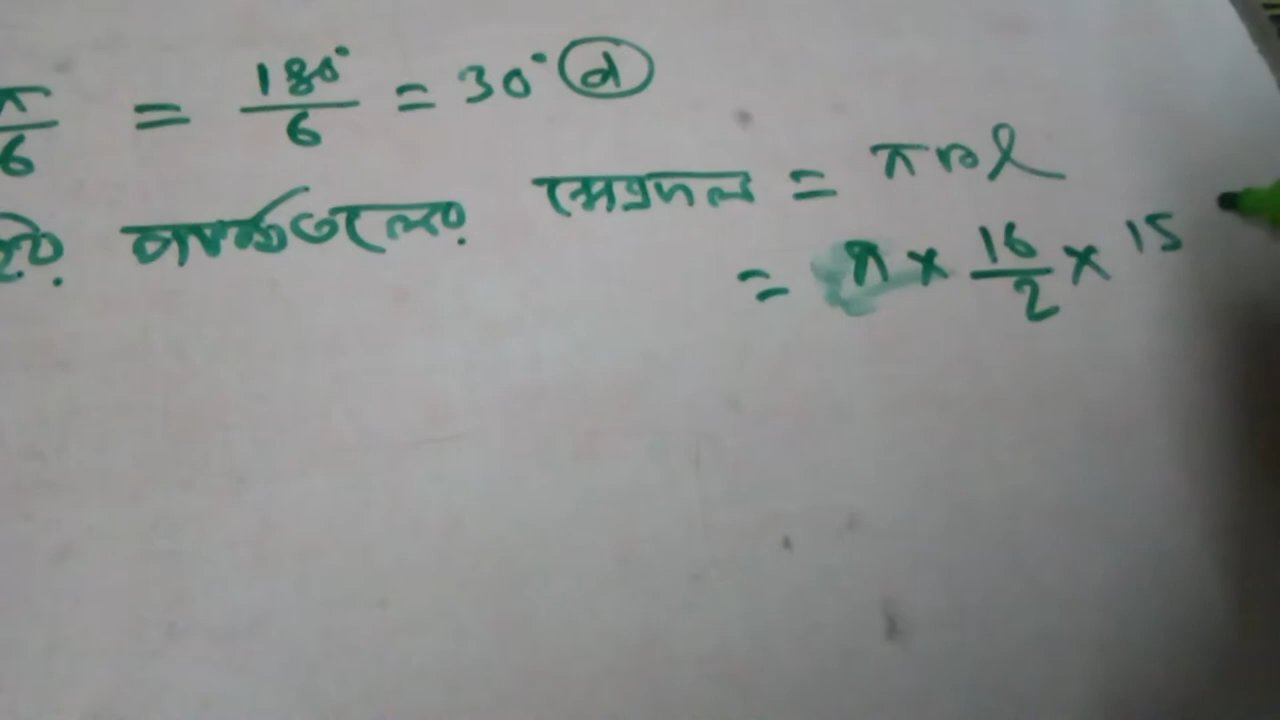 π/6 = 180°/6 = 30° (d)
বক্রতলের ক্ষেত্রফল = πrl
= π × 16/2 × 15